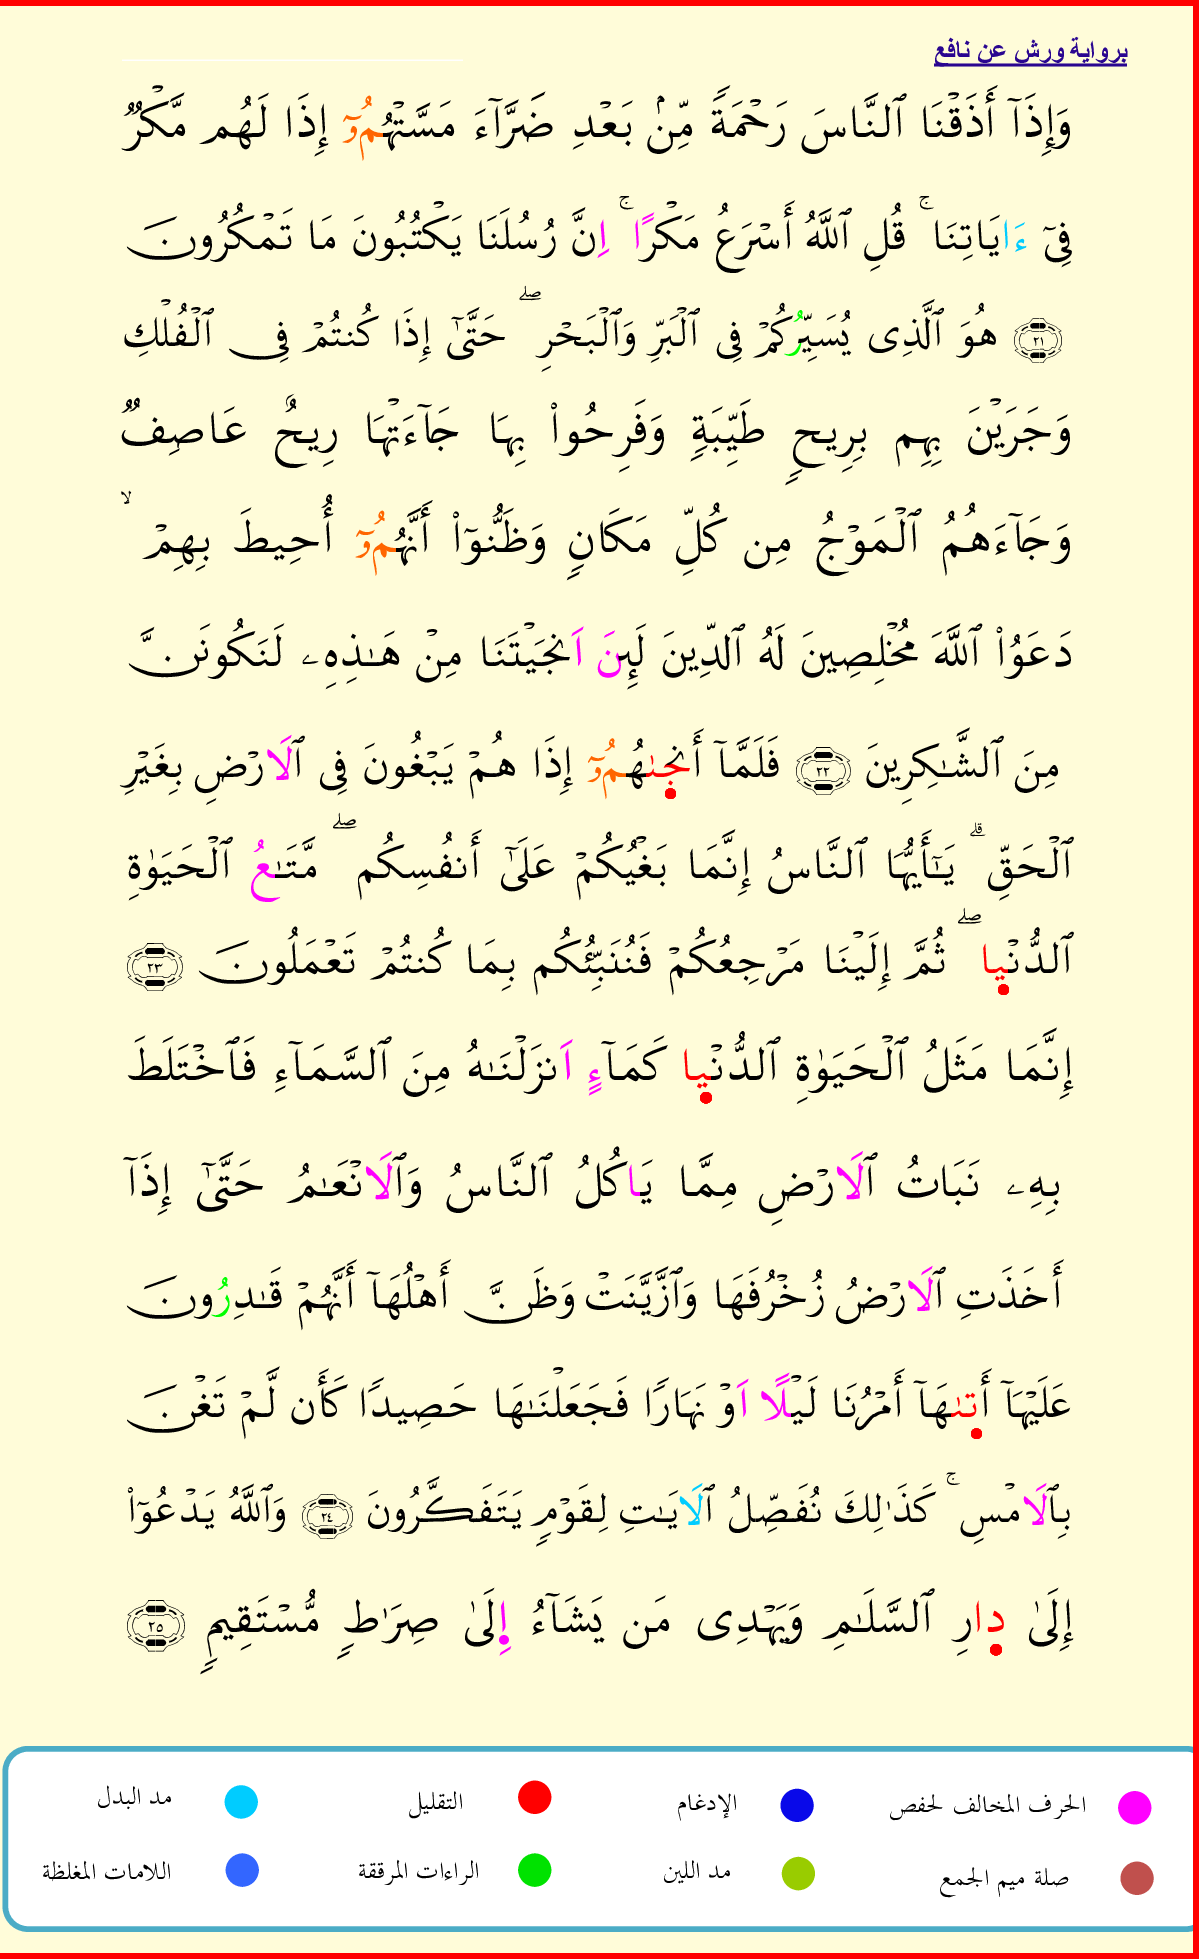 برواية ورش عن نافع
وَإِذَآ أَذَقْنَا ٱلنَّاسَ رَحْمَةً مِّنۢ بَعْدِ ضَرَّآءَ مَسَّتْهُمُۥٓ إِذَا لَهُم مَّكْرٌ
فِىٓ ءَايَاتِنَا ۚ قُلِ ٱللَّهُ أَسْرَعُ مَكْرًا ۚ اِنَّ رُسُلَنَا يَكْتُبُونَ مَا تَمْكُرُونَ
٢١ هُوَ ٱلَّذِى يُسَيِّرُكُمْ فِى ٱلْبَرِّ وَٱلْبَحْرِ ۖ حَتَّىٰٓ إِذَا كُنتُمْ فِى ٱلْفُلْكِ
وَجَرَيْنَ بِهِم بِرِيحٍ طَيِّبَةٍ وَفَرِحُوا۟ بِهَا جَآءَتْهَا رِيحٌ عَاصِفٌ
وَجَآءَهُمُ ٱلْمَوْجُ مِن كُلِّ مَكَانٍ وَظَنُّوٓا۟ أَنَّهُمُۥٓ أُحِيطَ بِهِمْ ۙ
دَعَوُا۟ ٱللَّهَ مُخْلِصِينَ لَهُ ٱلدِّينَ لَئِنَ اَنجَيْتَنَا مِنْ هَـٰذِهِۦ لَنَكُونَنَّ
مِنَ ٱلشَّـٰكِرِينَ ٢٢ فَلَمَّآ أَنجٜىٰهُمُۥٓ إِذَا هُمْ يَبْغُونَ فِى ٱلَارْضِ بِغَيْرِ
ٱلْحَقِّ ۗ يَـٰٓأَيُّهَا ٱلنَّاسُ إِنَّمَا بَغْيُكُمْ عَلَىٰٓ أَنفُسِكُم ۖ مَّتَـٰعُ ٱلْحَيَوٰةِ
ٱلدُّنْيٜا ۖ ثُمَّ إِلَيْنَا مَرْجِعُكُمْ فَنُنَبِّئُكُم بِمَا كُنتُمْ تَعْمَلُونَ ٢٣
إِنَّمَا مَثَلُ ٱلْحَيَوٰةِ ٱلدُّنْيٜا كَمَآءٍ اَنزَلْنَـٰهُ مِنَ ٱلسَّمَآءِ فَٱخْتَلَطَ
بِهِۦ نَبَاتُ ٱلَارْضِ مِمَّا يَاكُلُ ٱلنَّاسُ وَٱلَانْعَـٰمُ حَتَّىٰٓ إِذَآ
أَخَذَتِ ٱلَارْضُ زُخْرُفَهَا وَٱزَّيَّنَتْ وَظَنَّ أَهْلُهَآ أَنَّهُمْ قَـٰدِرُونَ
عَلَيْهَآ أَتٜىٰهَآ أَمْرُنَا لَيْلًا اَوْ نَهَارًا فَجَعَلْنَـٰهَا حَصِيدًا كَأَن لَّمْ تَغْنَ
بِٱلَامْسِ ۚ كَذَٰلِكَ نُفَصِّلُ ٱلَايَـٰتِ لِقَوْمٍ يَتَفَكَّرُونَ ٢٤ وَٱللَّهُ يَدْعُوٓا۟
إِلَىٰ دٜارِ ٱلسَّلَـٰمِ وَيَهْدِى مَن يَشَآءُ اِ۪لَىٰ صِرَٰطٍ مُّسْتَقِيمٍ ٢٥
الحرف المخالف لحفص الإدغام التقليل مد البدل
صلة ميم الجمع مد اللين الراءات المرققة اللامات المغلظة